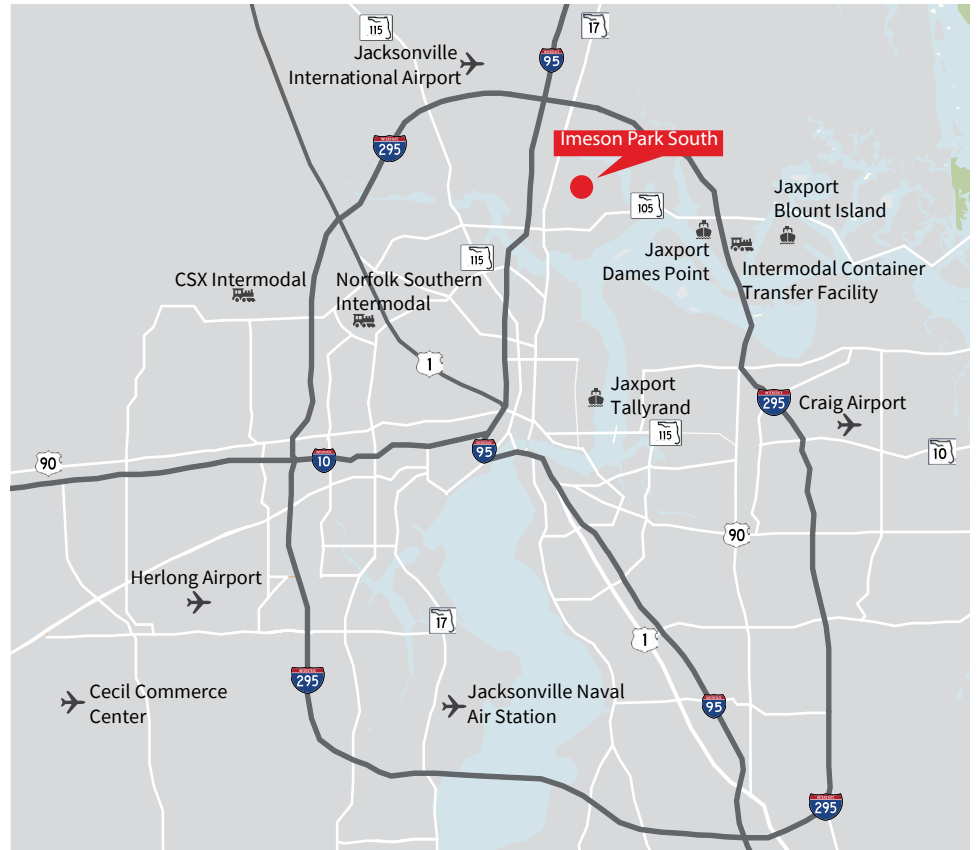 115
17
Jacksonville
International Airport
95
295
Imeson Park South
105
Jaxport
Blount Island
Jaxport
Dames Point
115
Intermodal Container
Transfer Facility
CSX Intermodal
Norfolk Southern
Intermodal
1
Jaxport
Tallyrand
295
Craig Airport
115
90
10
95
10
90
Herlong Airport
17
1
295
Cecil Commerce
Center
Jacksonville Naval
Air Station
95
295